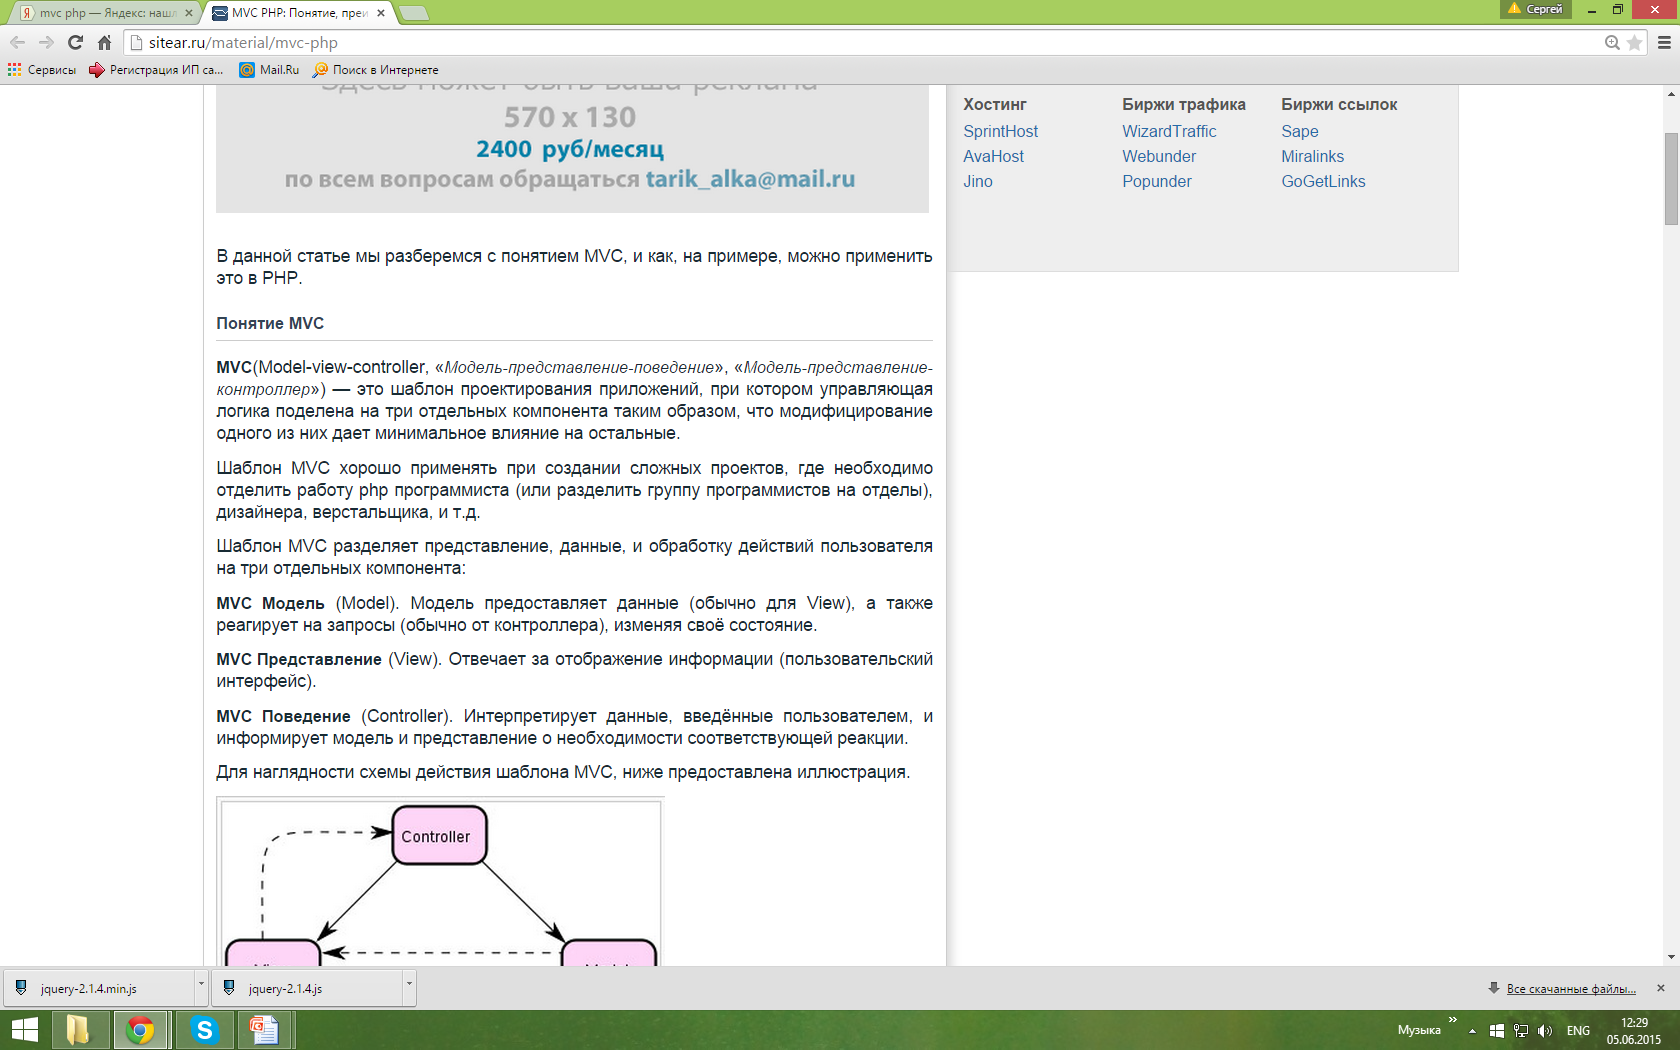 mvc php — Яндекс: нашл
MVC PHP: Понятие, преи
Сергей
sitear.ru/material/mvc-php
Сервисы
Регистрация ИП са...
Mail.Ru
Поиск в Интернете
Здесь может быть ваша реклама
570 x 130
2400 руб/месяц
по всем вопросам обращаться tarik_alka@mail.ru
Хостинг
SprintHost
AvaHost
Jino
Биржи трафика
WizardTraffic
Webunder
Popunder
Биржи ссылок
Sape
Miralinks
GoGetLinks
В данной статье мы разберемся с понятием MVC, и как, на примере, можно применить
это в PHP.
Понятие MVC
MVC(Model-view-controller, «Модель-представление-поведение», «Модель-представление-
контроллер») — это шаблон проектирования приложений, при котором управляющая
логика поделена на три отдельных компонента таким образом, что модифицирование
одного из них дает минимальное влияние на остальные.
Шаблон MVC хорошо применять при создании сложных проектов, где необходимо
отделить работу php программиста (или разделить группу программистов на отделы),
дизайнера, верстальщика, и т.д.
Шаблон MVC разделяет представление, данные, и обработку действий пользователя
на три отдельных компонента:
MVC Модель (Model). Модель предоставляет данные (обычно для View), а также
реагирует на запросы (обычно от контроллера), изменяя своё состояние.
MVC Представление (View). Отвечает за отображение информации (пользовательский
интерфейс).
MVC Поведение (Controller). Интерпретирует данные, введённые пользователем, и
информирует модель и представление о необходимости соответствующей реакции.
Для наглядности схемы действия шаблона MVC, ниже предоставлена иллюстрация.
Controller
jquery-2.1.4.min.js
jquery-2.1.4.js
Все скачанные файлы...
Музыка
ENG
12:29
05.06.2015